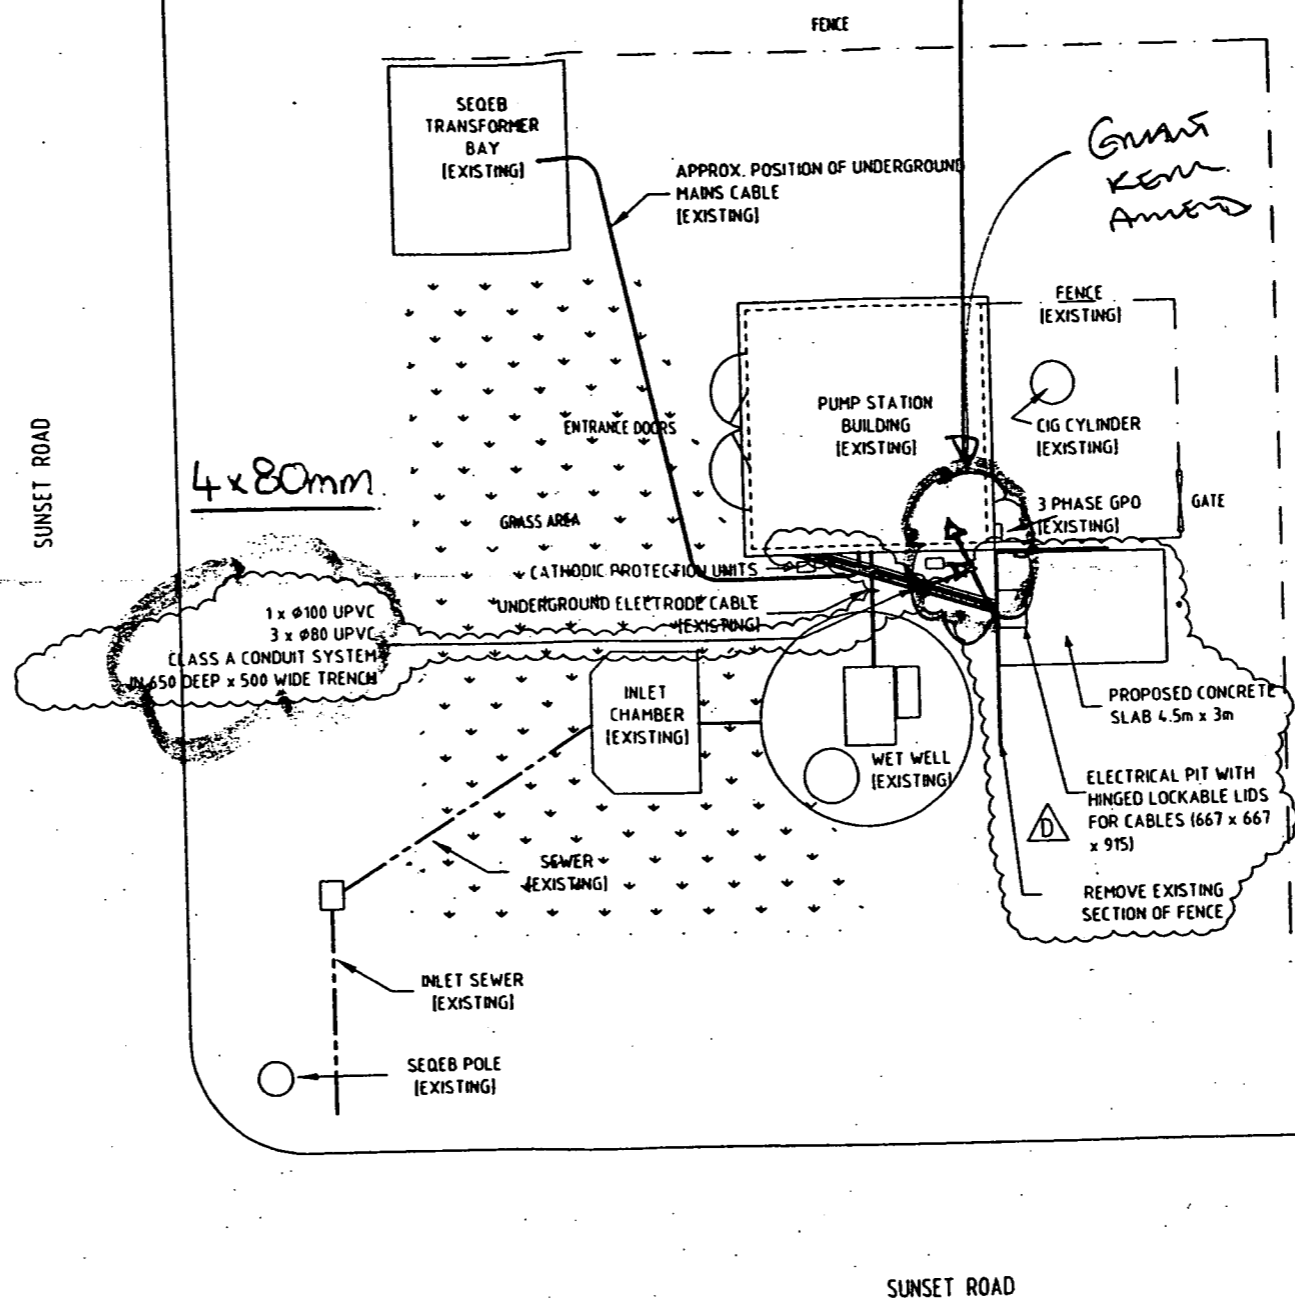 FENCE
SEQEB
TRANSFORMER
BAY
[EXISTING]
APPROX. POSITION OF UNDERGROUND
MAINS CABLE
[EXISTING]
AMEND
FENCE
[EXISTING]
PUMP STATION
BUILDING
[EXISTING]
CIG CYLINDER
[EXISTING]
ENTRANCE DOORS
SUNSET ROAD
4x80mm
3 PHASE GPO
[EXISTING]
GATE
GRASS AREA
CATHODIC PROTECTION UNITS
UNDERGROUND ELECTRODE CABLE
[EXISTING]
1 x ⌀100 UPVC
3 x ⌀80 UPVC
CLASS A CONDUIT SYSTEM
IN 650 DEEP x 500 WIDE TRENCH
INLET
CHAMBER
[EXISTING]
PROPOSED CONCRETE
SLAB 4.5m x 3m
WET WELL
[EXISTING]
ELECTRICAL PIT WITH
HINGED LOCKABLE LIDS
FOR CABLES (667 x 667
x 915)
D
SEWER
[EXISTING]
REMOVE EXISTING
SECTION OF FENCE
INLET SEWER
[EXISTING]
SEQEB POLE
[EXISTING]
SUNSET ROAD